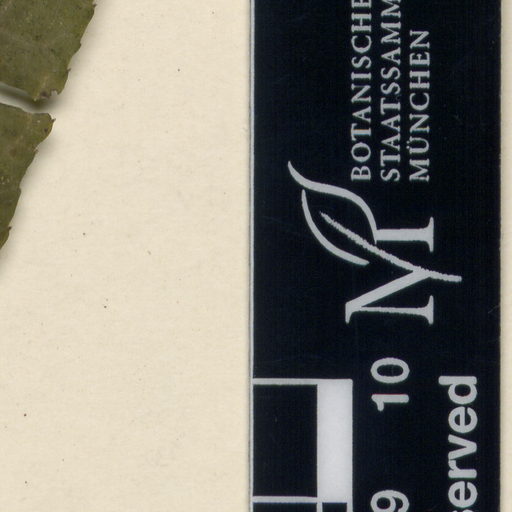 BOTANISCHE
STAATSSAMM
MÜNCHEN
M
9 10
served